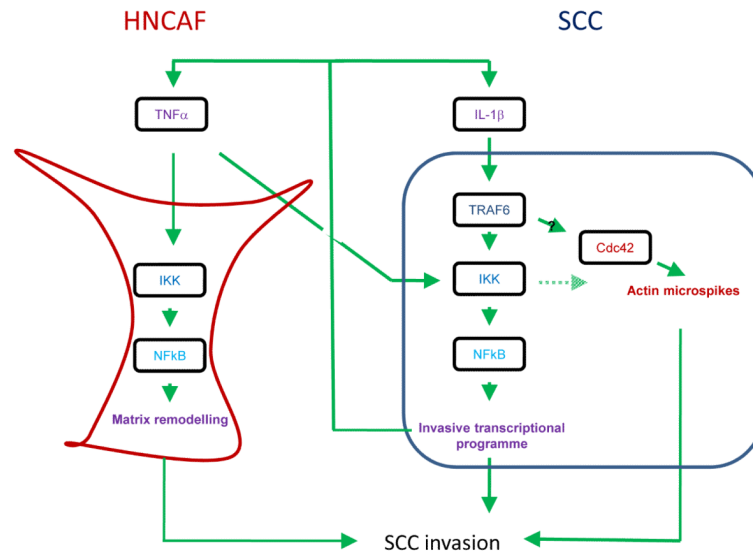 HNCAF
SCC
TNFα
IL-1β
TRAF6
?
Cdc42
IKK
IKK
Actin microspikes
NFkB
NFkB
Matrix remodelling
Invasive transcriptional
programme
SCC invasion